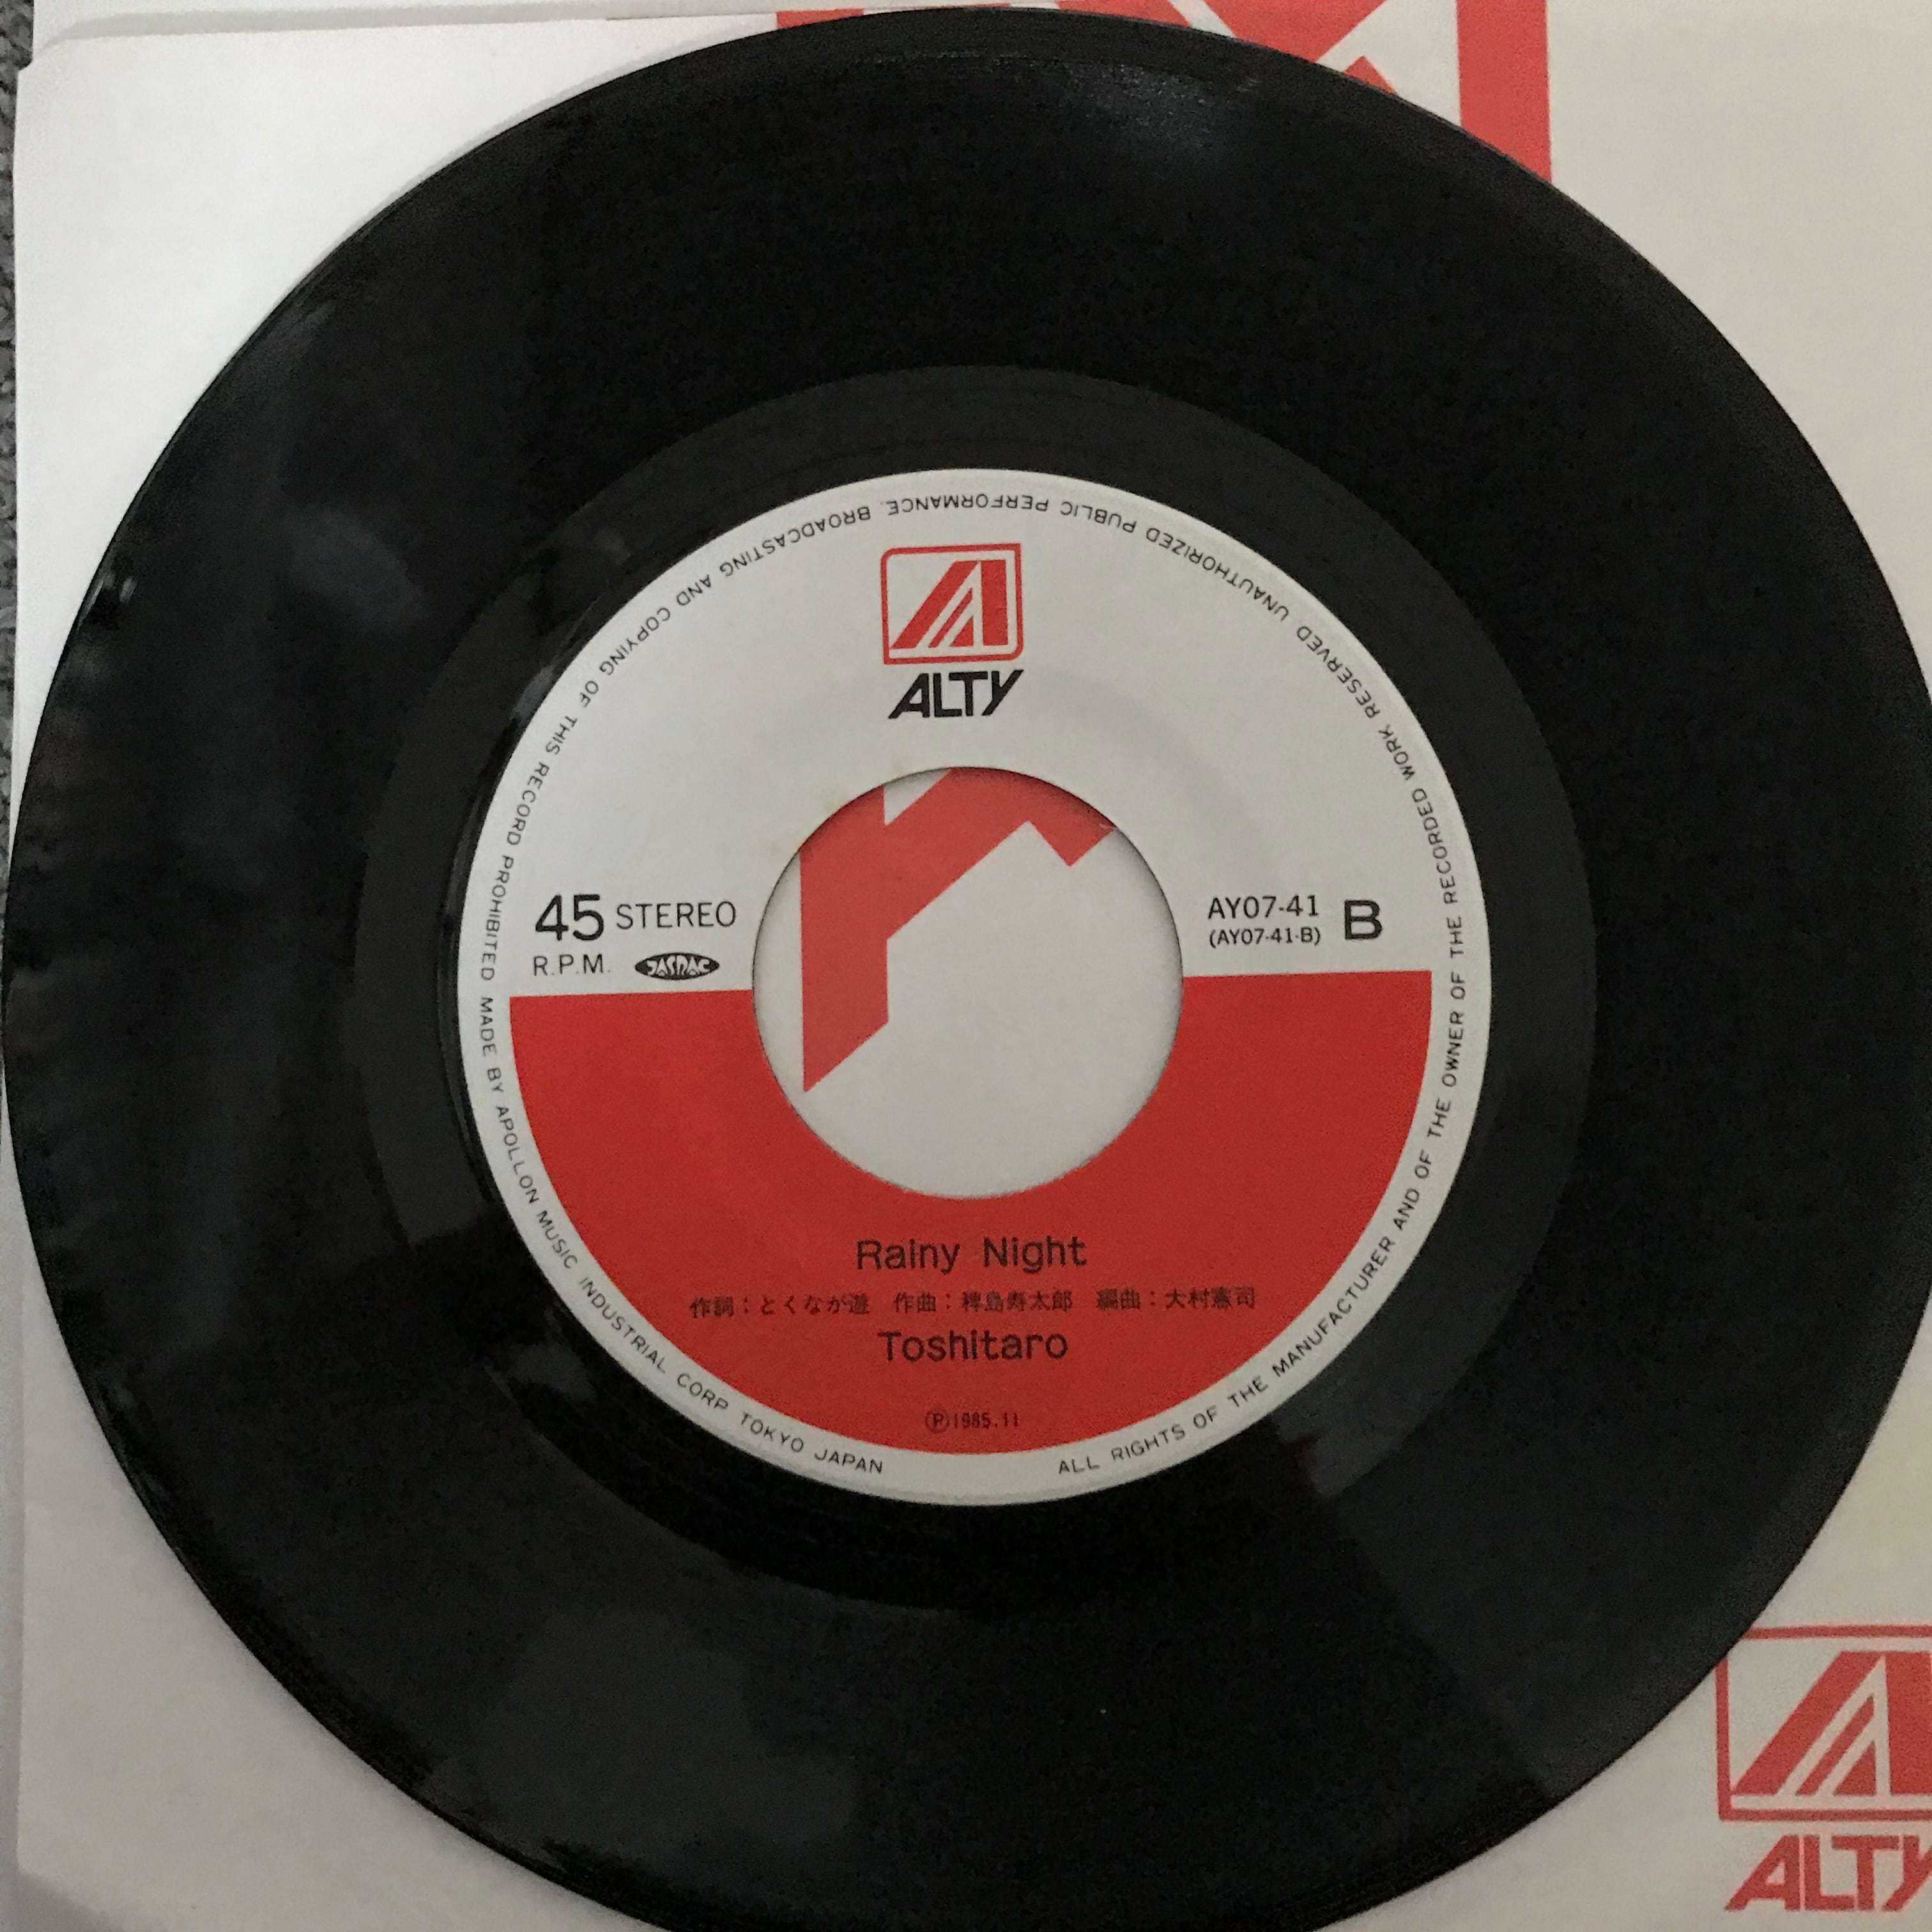 ALTY
45 STEREO
R.P.M. JASRAC
AY07-41 B
(AY07-41-B)
Rainy Night
作詞:とくなが遊 作曲:椑島寿太郎 編曲:大村憲司
Toshitaro
Ⓟ1985.11
ALL RIGHTS OF THE MANUFACTURER AND OF THE OWNER OF THE RECORDED WORK RESERVED UNAUTHORIZED PUBLIC PERFORMANCE. BROADCASTING AND COPYING OF THIS RECORD PROHIBITED MADE BY APOLLON MUSIC INDUSTRIAL CORP TOKYO JAPAN
ALTY